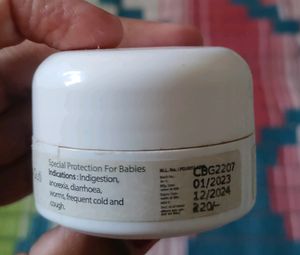 Special Protection For Babies
Indications : Indigestion,
anorexia, diarrhoea,
worms, frequent cold and
cough.
CBG2207
01/2023
12/2024
220/-